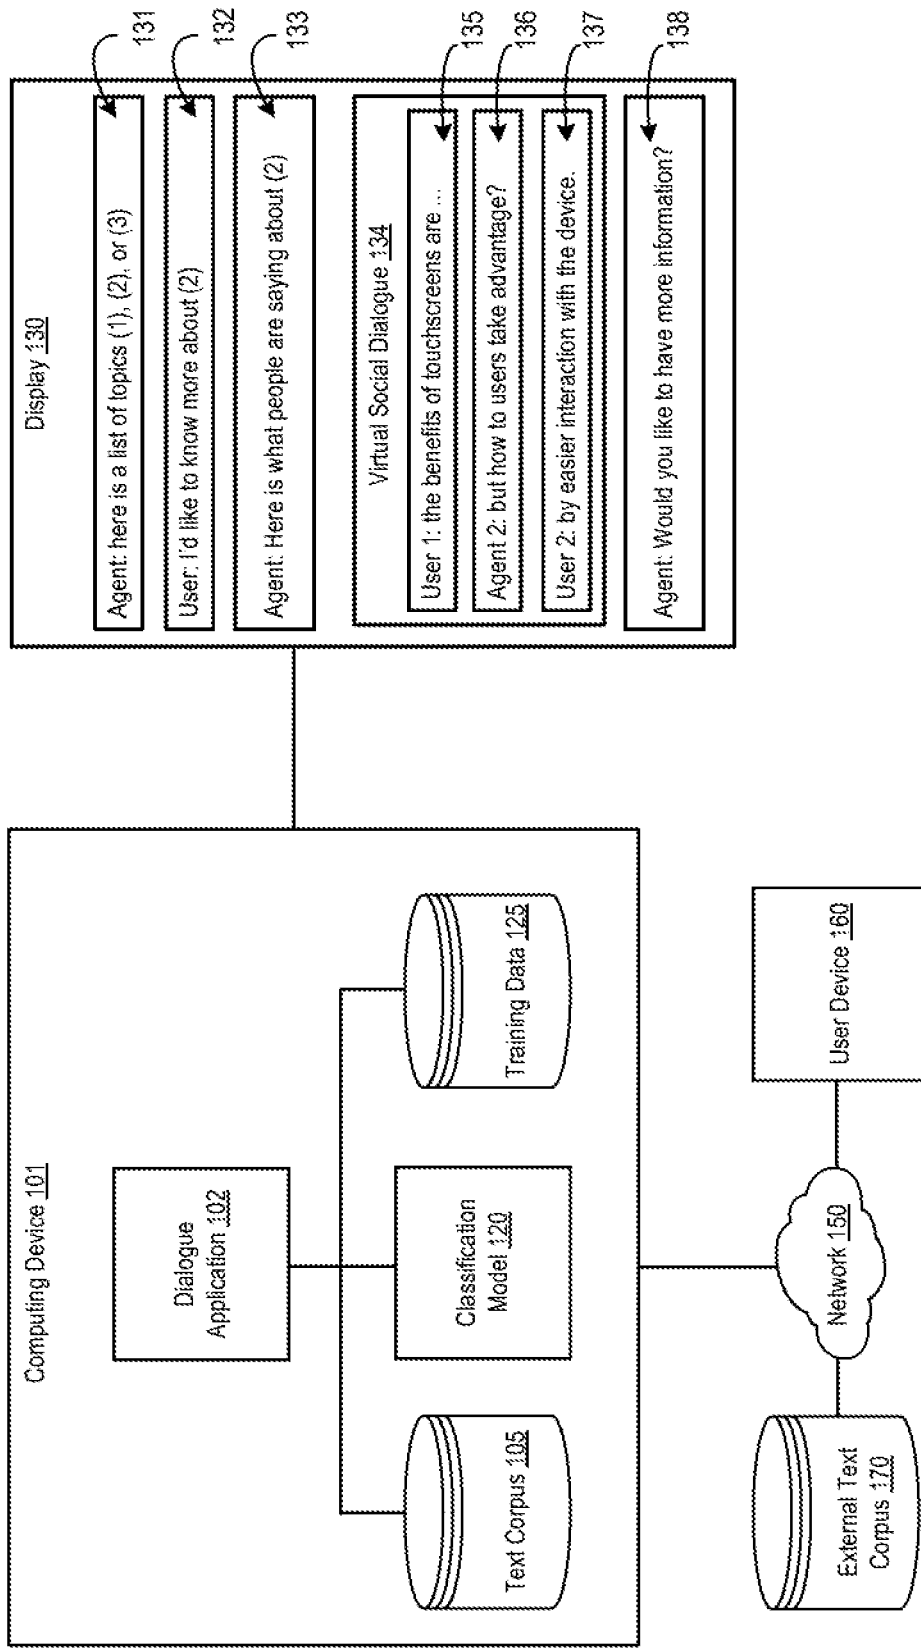 Computing Device 101
Dialogue
Application 102
Text Corpus 105
Classification
Model 120
Training Data 125
External Text
Corpus 170
Network 150
User Device 160
Display 130
Agent: here is a list of topics (1), (2), or (3)
131
User: I'd like to know more about (2)
132
Agent: Here is what people are saying about (2)
133
Virtual Social Dialogue 134
User 1: the benefits of touchscreens are ...
135
Agent 2: but how to users take advantage?
136
User 2: by easier interaction with the device.
137
Agent: Would you like to have more information?
138